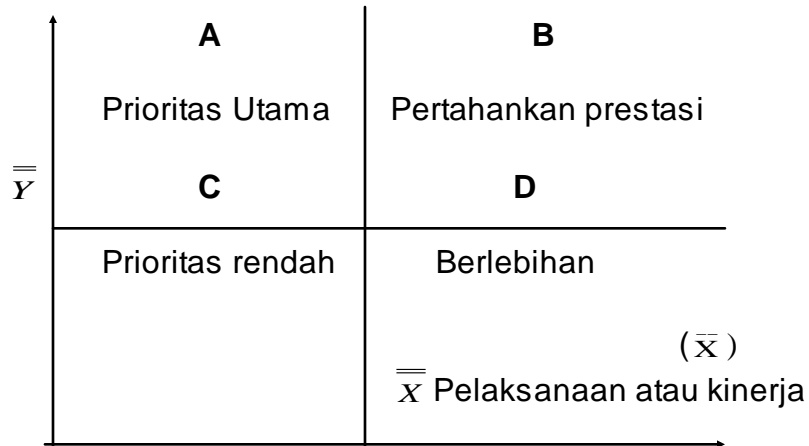 A B
Prioritas Utama Pertahankan prestasi
Y̿
C D
Prioritas rendah Berlebihan
(X̿)
X̿ Pelaksanaan atau kinerja